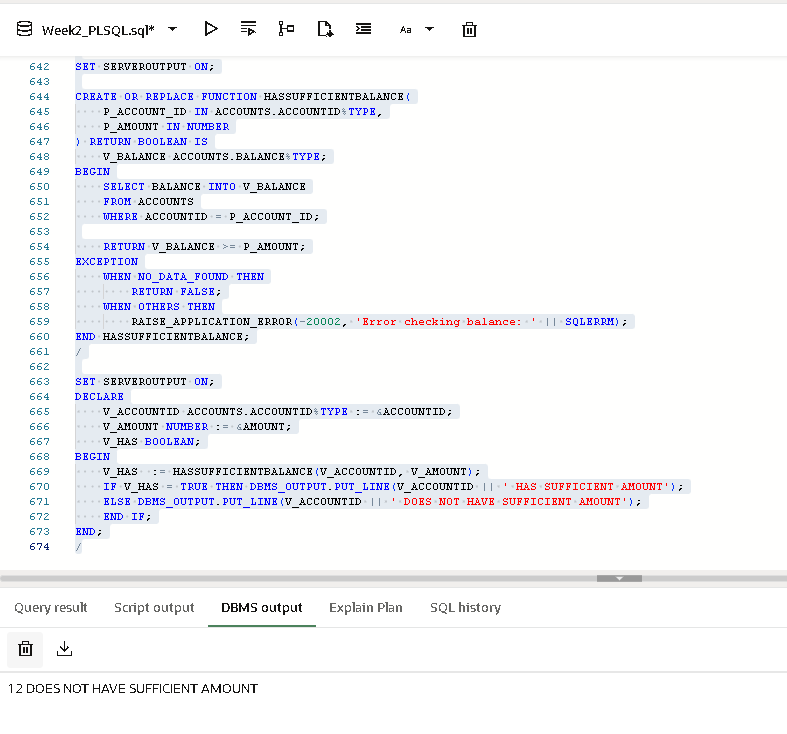 Week2_PLSQL.sql*
Aa
642 SET SERVEROUTPUT ON;
643
644 CREATE OR REPLACE FUNCTION HASSUFFICIENTBALANCE(
645     P_ACCOUNT_ID IN ACCOUNTS.ACCOUNTID%TYPE,
646     P_AMOUNT IN NUMBER
647 ) RETURN BOOLEAN IS
648     V_BALANCE ACCOUNTS.BALANCE%TYPE;
649 BEGIN
650     SELECT BALANCE INTO V_BALANCE
651     FROM ACCOUNTS
652     WHERE ACCOUNTID = P_ACCOUNT_ID;
653
654     RETURN V_BALANCE >= P_AMOUNT;
655 EXCEPTION
656     WHEN NO_DATA_FOUND THEN
657         RETURN FALSE;
658     WHEN OTHERS THEN
659         RAISE_APPLICATION_ERROR(-20002, 'Error checking balance: ' || SQLERRM);
660 END HASSUFFICIENTBALANCE;
661 /
662
663 SET SERVEROUTPUT ON;
664 DECLARE
665     V_ACCOUNTID ACCOUNTS.ACCOUNTID%TYPE := &ACCOUNTID;
666     V_AMOUNT NUMBER := &AMOUNT;
667     V_HAS BOOLEAN;
668 BEGIN
669     V_HAS  := HASSUFFICIENTBALANCE(V_ACCOUNTID, V_AMOUNT);
670     IF V_HAS = TRUE THEN DBMS_OUTPUT.PUT_LINE(V_ACCOUNTID || ' HAS SUFFICIENT AMOUNT');
671     ELSE DBMS_OUTPUT.PUT_LINE(V_ACCOUNTID || ' DOES NOT HAVE SUFFICIENT AMOUNT');
672     END IF;
673 END;
674 /
Query result Script output DBMS output Explain Plan SQL history
12 DOES NOT HAVE SUFFICIENT AMOUNT